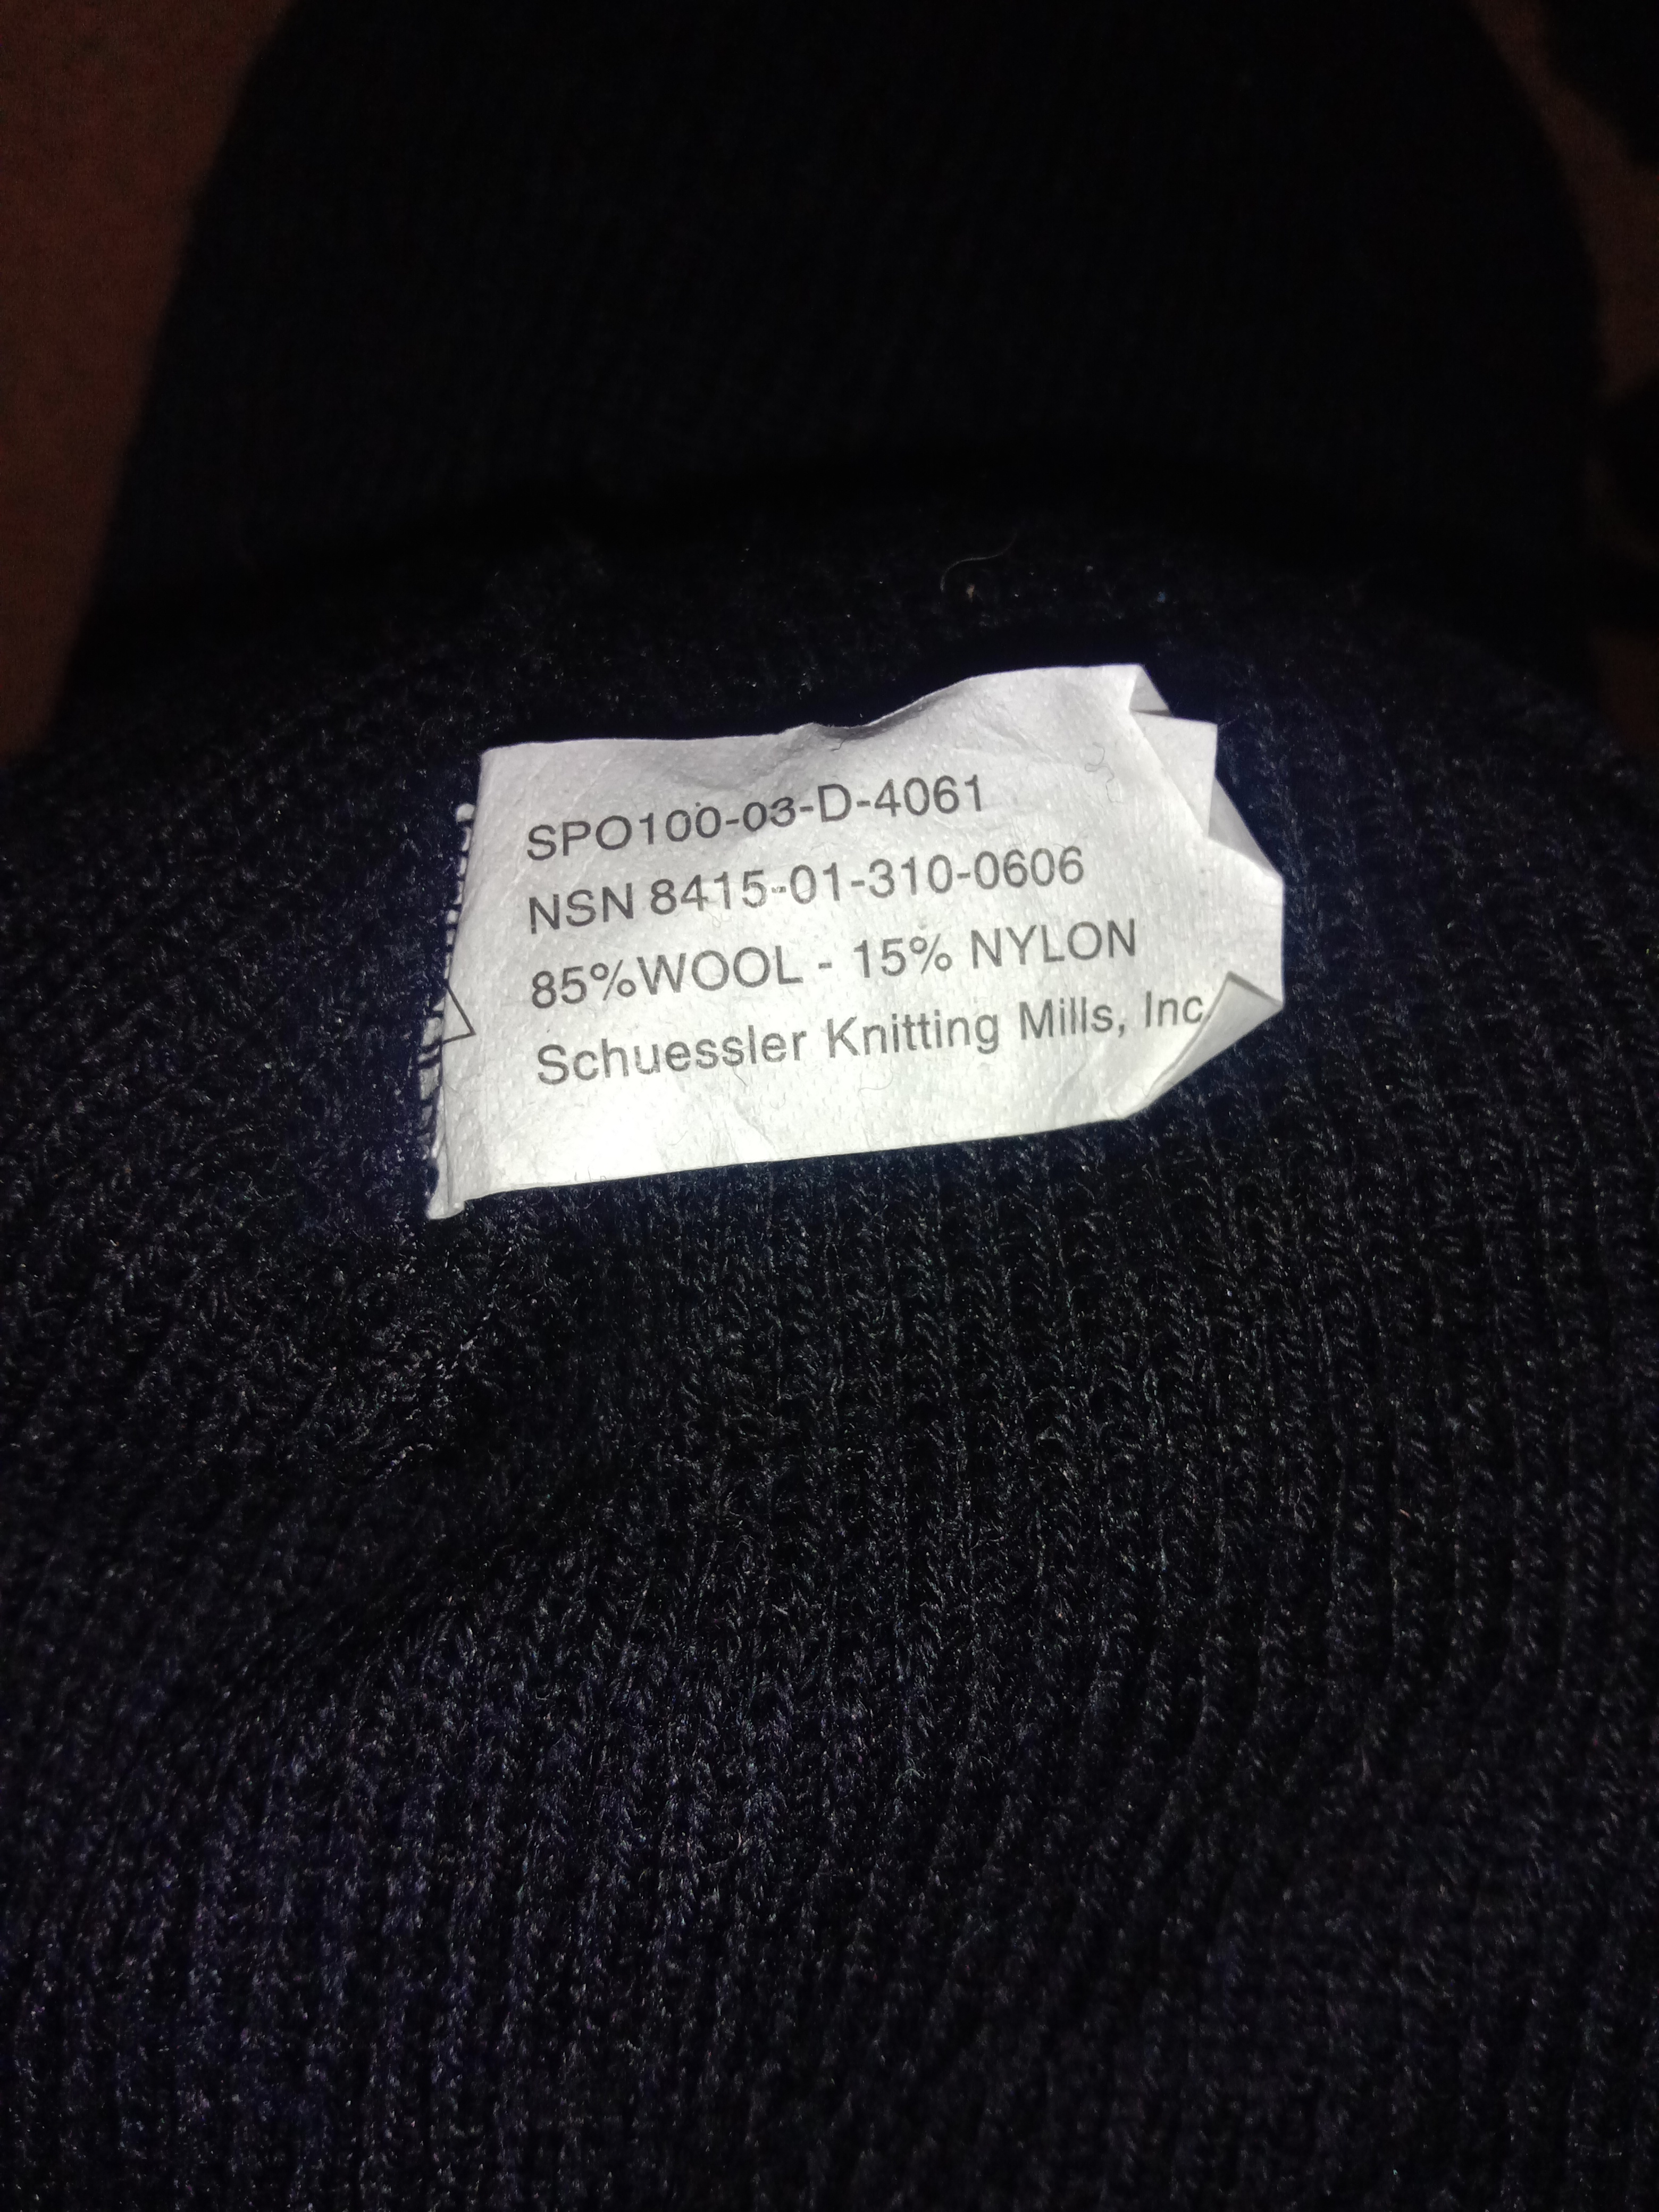 SPO100-03-D-4061
NSN 8415-01-310-0606
85%WOOL - 15% NYLON
Schuessler Knitting Mills, Inc